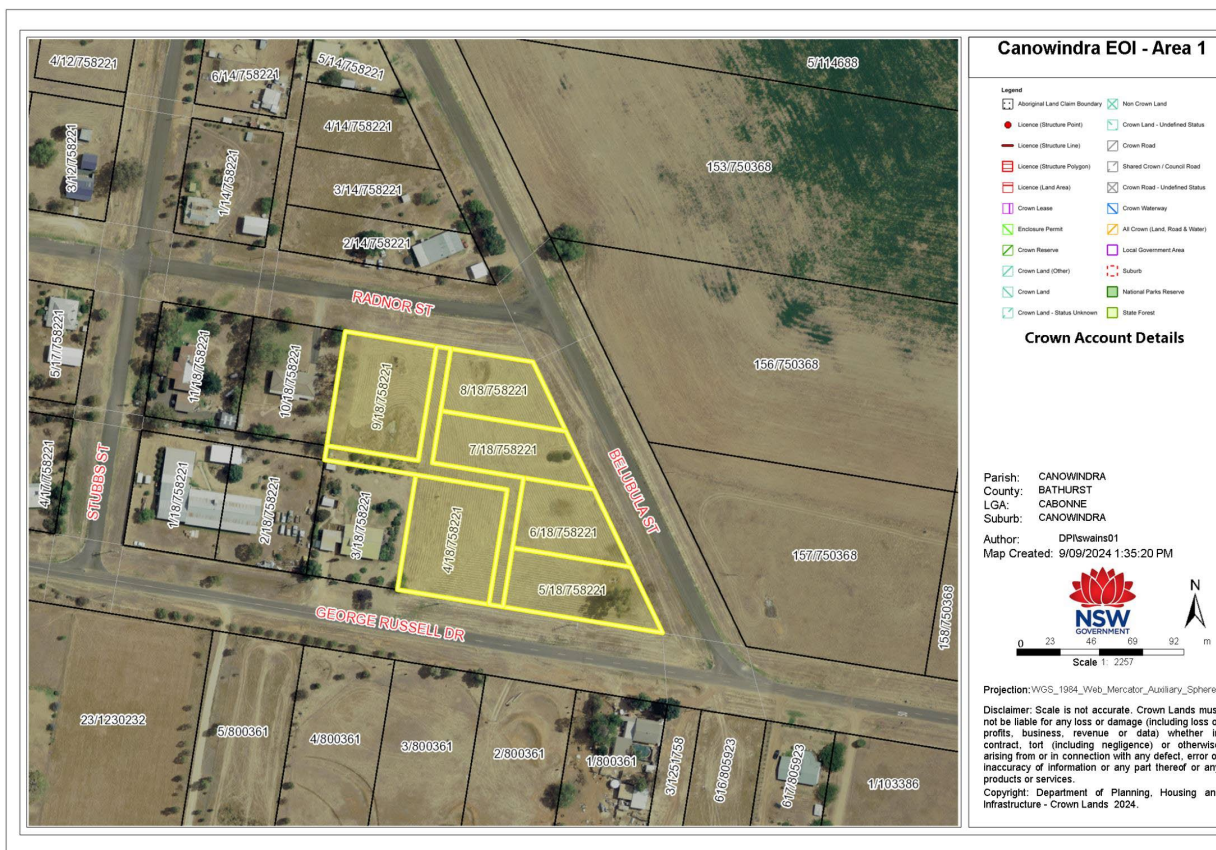 Canowindra EOI - Area 1
Legend
Aboriginal Land Claim Boundary
Non Crown Land
Licence (Structure Point)
Crown Land - Undefined Status
Licence (Structure Line)
Crown Road
Licence (Structure Polygon)
Shared Crown / Council Road
Licence (Land Area)
Crown Road - Undefined Status
Crown Lease
Crown Waterway
Enclosure Permit
All Crown (Land, Road & Water)
Crown Reserve
Local Government Area
Crown Land (Other)
Suburb
Crown Land
National Parks Reserve
Crown Land - Status Unknown
State Forest
Crown Account Details
Parish: CANOWINDRA
County: BATHURST
LGA: CABONNE
Suburb: CANOWINDRA
Author: DPI\swains01
Map Created: 9/09/2024 1:35:20 PM
NSW
GOVERNMENT
N
0 23 46 69 92 m
Scale 1: 2257
Projection: WGS_1984_Web_Mercator_Auxiliary_Sphere
Disclaimer: Scale is not accurate. Crown Lands mus
not be liable for any loss or damage (including loss o
profits, business, revenue or data) whether i
contract, tort (including negligence) or otherwise
arising from or in connection with any defect, error o
inaccuracy of information or any part thereof or any
products or services.
Copyright: Department of Planning, Housing an
Infrastructure - Crown Lands 2024.
4/12/758221
6/14/758221
5/14/758221
5/114688
4/14/758221
3/12/758221
1/14/758221
3/14/758221
153/750368
2/14/758221
RADNOR ST
5/17/758221
11/18/758221
10/18/758221
9/18/758221
8/18/758221
156/750368
7/18/758221
BELUBULA ST
4/17/758221
STUBBS ST
1/18/758221
2/18/758221
3/18/758221
4/18/758221
6/18/758221
157/750368
5/18/758221
158/750368
GEORGE RUSSELL DR
23/1230232
5/800361
4/800361
3/800361
2/800361
1/800361
3/1251758
616/805923
617/805923
1/103386